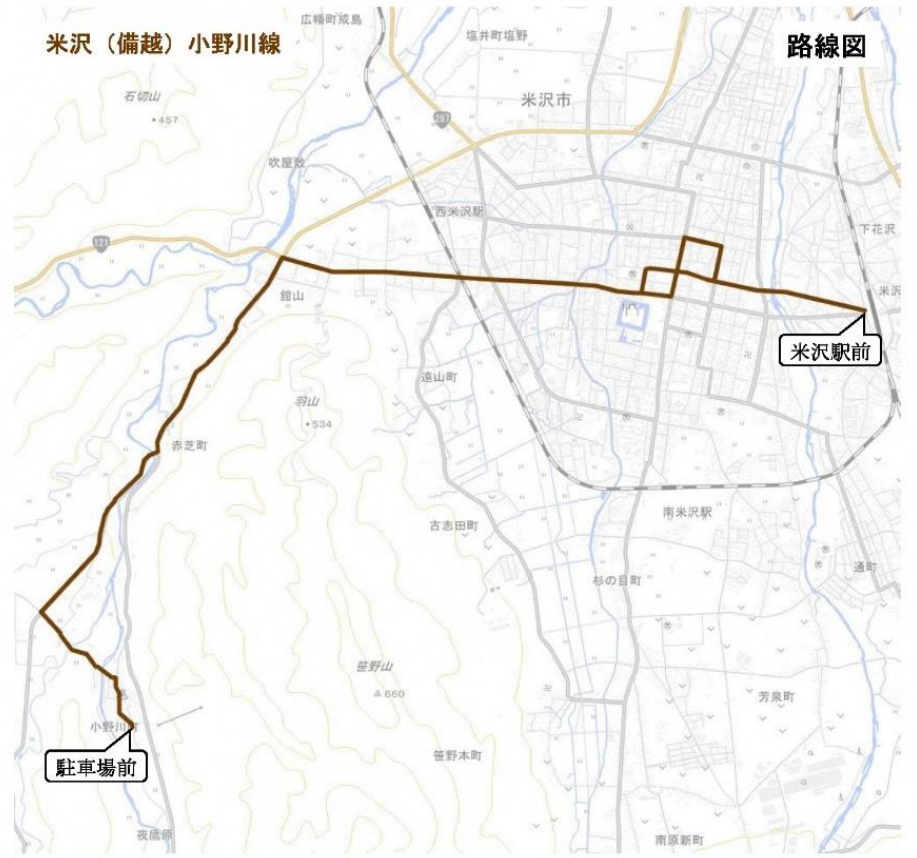 広幡町成島
米沢（備越）小野川線
塩井町塩野
路線図
石切山
米沢市
•457
287
吹屋敷
西米沢駅
下花沢
121
米沢
舘山
米沢駅前
遠山町
羽山
•534
赤芝町
古志田町
南米沢駅
通町
杉の目町
笹野山
660
芳泉町
小野川町
笹野本町
駐車場前
夜鷹原
南原新町